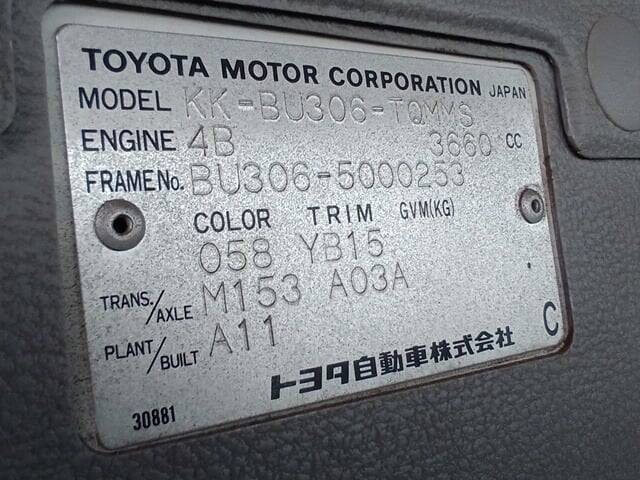 TOYOTA MOTOR CORPORATION JAPAN
MODEL KK-BU306-TQMMS
ENGINE 4B 3660 CC
FRAME No. BU306-5000253
COLOR TRIM GVM(KG)
058 YB15
TRANS./AXLE M153 A03A
PLANT/BUILT A11
トヨタ自動車株式会社 C
30881